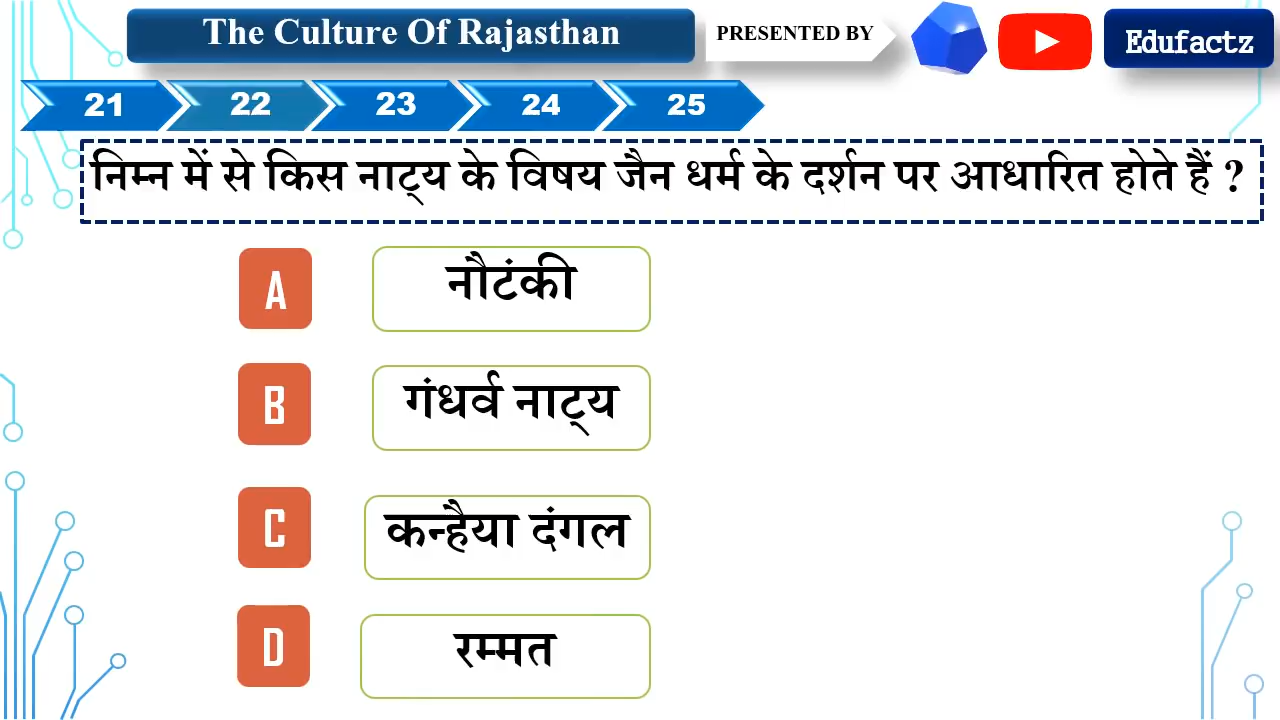 The Culture Of Rajasthan
PRESENTED BY
Edufactz
21 22 23 24 25
निम्न में से किस नाट्य के विषय जैन धर्म के दर्शन पर आधारित होते हैं ?
A नौटंकी
B गंधर्व नाट्य
C कन्हैया दंगल
D रम्मत